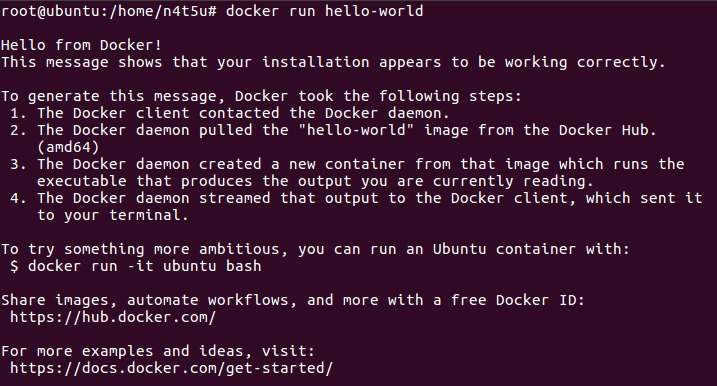 root@ubuntu:/home/n4t5u# docker run hello-world
Hello from Docker!
This message shows that your installation appears to be working correctly.
To generate this message, Docker took the following steps:
1. The Docker client contacted the Docker daemon.
2. The Docker daemon pulled the "hello-world" image from the Docker Hub.
(amd64)
3. The Docker daemon created a new container from that image which runs the
executable that produces the output you are currently reading.
4. The Docker daemon streamed that output to the Docker client, which sent it
to your terminal.
To try something more ambitious, you can run an Ubuntu container with:
$ docker run -it ubuntu bash
Share images, automate workflows, and more with a free Docker ID:
https://hub.docker.com/
For more examples and ideas, visit:
https://docs.docker.com/get-started/